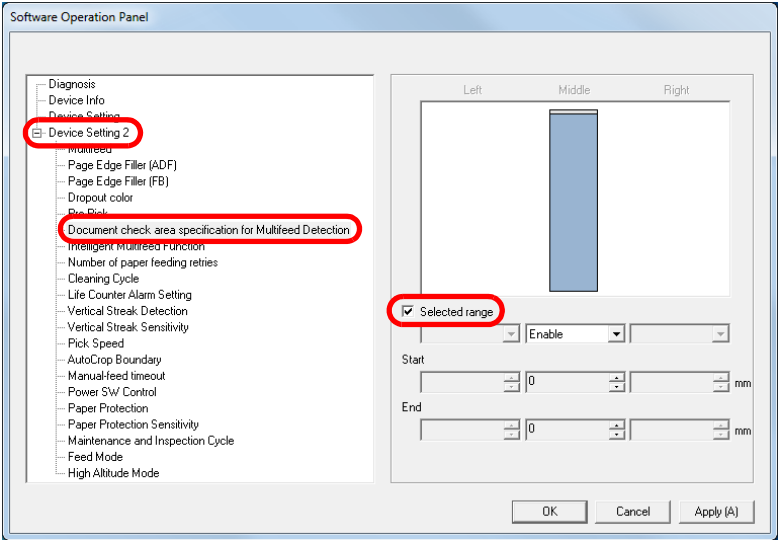 Software Operation Panel
Diagnosis
Device Info
Device Setting
Device Setting 2
Multifeed
Page Edge Filler (ADF)
Page Edge Filler (FB)
Dropout color
Pre Pick
Document check area specification for Multifeed Detection
Intelligent Multifeed Function
Number of paper feeding retries
Cleaning Cycle
Life Counter Alarm Setting
Vertical Streak Detection
Vertical Streak Sensitivity
Pick Speed
AutoCrop Boundary
Manual-feed timeout
Power SW Control
Paper Protection
Paper Protection Sensitivity
Maintenance and Inspection Cycle
Feed Mode
High Altitude Mode
Left Middle Right
Selected range
Enable
Start
0 mm
End
0 mm
OK Cancel Apply (A)